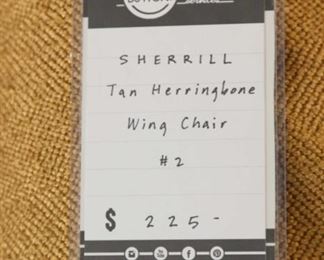 SHERRILL
Tan Herringbone
Wing Chair
#2
$ 225-